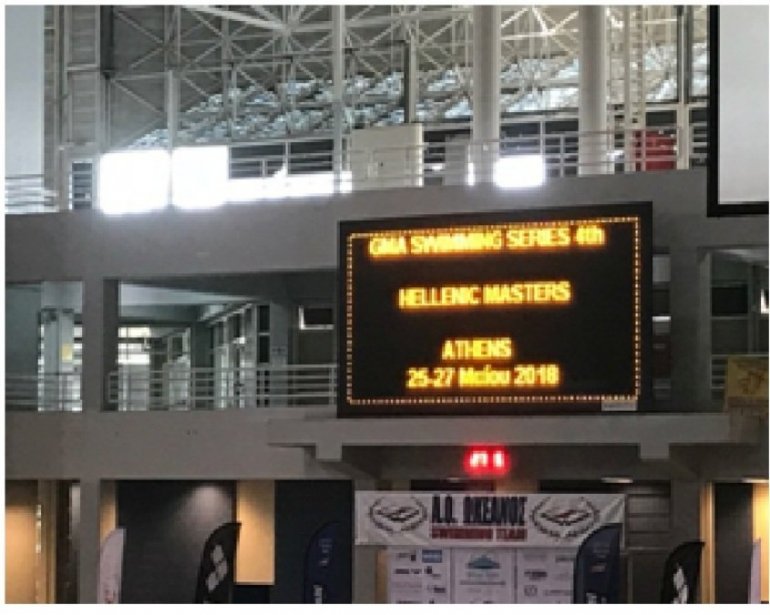 GMA SWIMMING SERIES 4th
HELLENIC MASTERS
ATHENS
25-27 Μαΐου 2018
Α.Ο. ΩΚΕΑΝΟΣ
SWIMMING TEAM